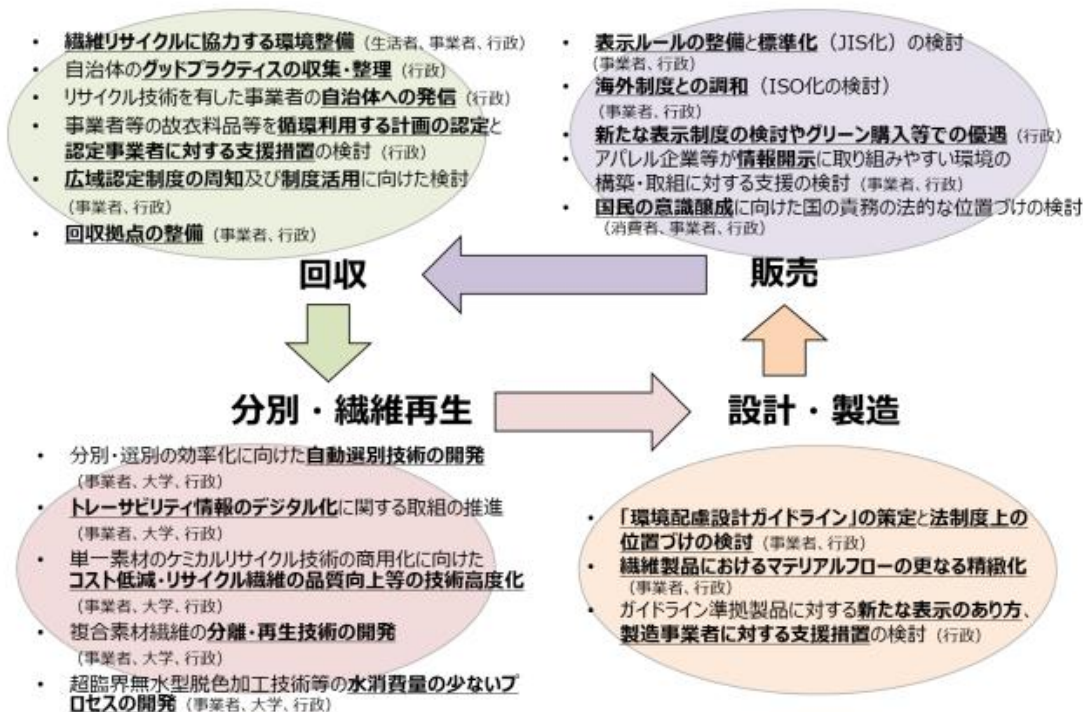 • 繊維リサイクルに協力する環境整備（生活者、事業者、行政）
• 自治体のグッドプラクティスの収集・整理（行政）
• リサイクル技術を有した事業者の自治体への発信（行政）
• 事業者等の故衣料品等を循環利用する計画の認定と
認定事業者に対する支援措置の検討（行政）
• 広域認定制度の周知及び制度活用に向けた検討
（事業者、行政）
• 回収拠点の整備（事業者、行政）
回収
• 表示ルールの整備と標準化（JIS化）の検討
（事業者、行政）
• 海外制度との調和（ISO化の検討）
（事業者、行政）
• 新たな表示制度の検討やグリーン購入等での優遇（行政）
• アパレル企業等が情報開示に取り組みやすい環境の
構築・取組に対する支援の検討（事業者、行政）
• 国民の意識醸成に向けた国の責務の法的な位置づけの検討
（消費者、事業者、行政）
販売
分別・繊維再生
• 分別・選別の効率化に向けた自動選別技術の開発
（事業者、大学、行政）
• トレーサビリティ情報のデジタル化に関する取組の推進
（事業者、大学、行政）
• 単一素材のケミカルリサイクル技術の商用化に向けた
コスト低減・リサイクル繊維の品質向上等の技術高度化
（事業者、大学、行政）
• 複合素材繊維の分離・再生技術の開発
（事業者、大学、行政）
• 超臨界無水型脱色加工技術等の水消費量の少ないプ
ロセスの開発（事業者、大学、行政）
設計・製造
• 「環境配慮設計ガイドライン」の策定と法制度上の
位置づけの検討（事業者、行政）
• 繊維製品におけるマテリアルフローの更なる精緻化
（事業者、行政）
• ガイドライン準拠製品に対する新たな表示のあり方、
製造事業者に対する支援措置の検討（行政）